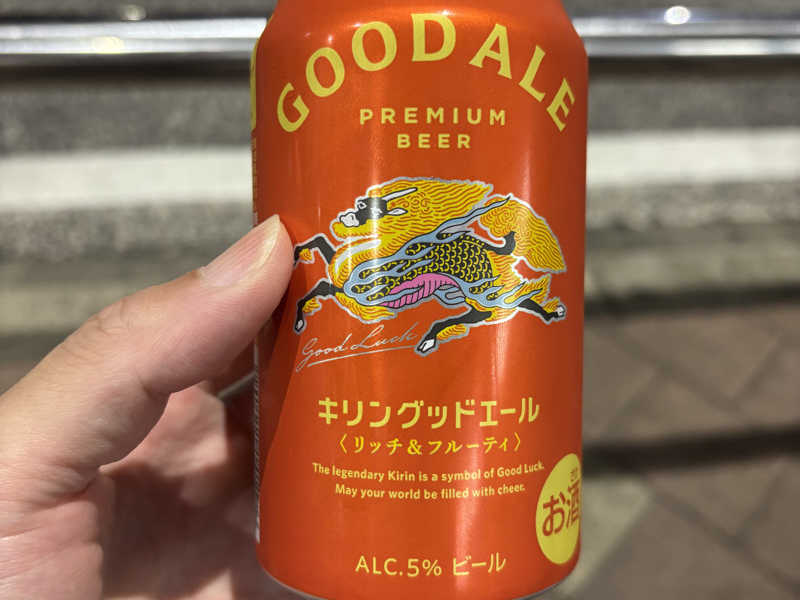 GOOD ALE
PREMIUM
BEER
Good Luck
キリングッドエール
〈リッチ&フルーティ〉
The legendary Kirin is a symbol of Good Luck.
May your world be filled with cheer.
お酒
ALC.5% ビール